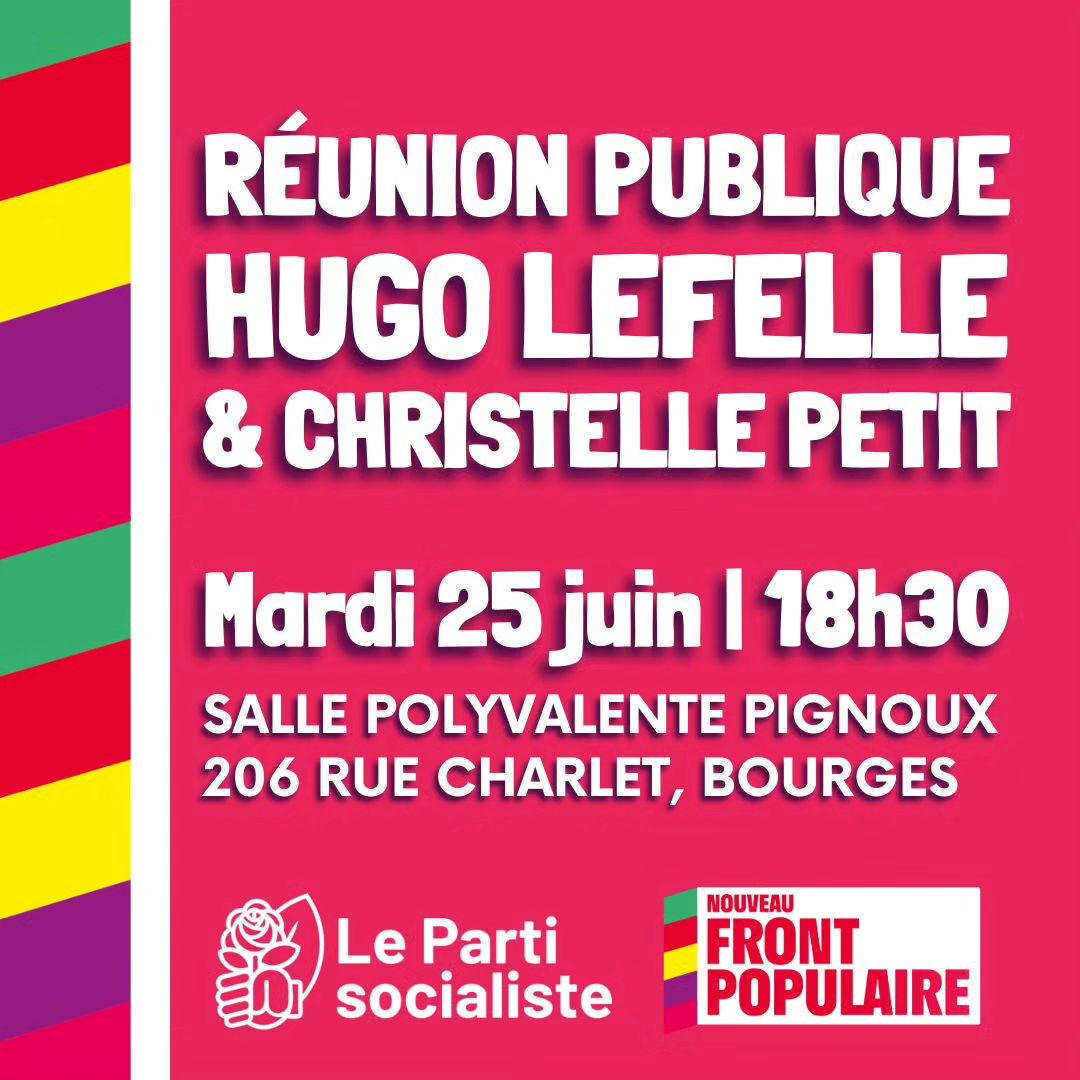 RÉUNION PUBLIQUE
HUGO LEFELLE
& CHRISTELLE PETIT
Mardi 25 juin | 18h30
SALLE POLYVALENTE PIGNOUX
206 RUE CHARLET, BOURGES
Le Parti
socialiste
NOUVEAU
FRONT
POPULAIRE